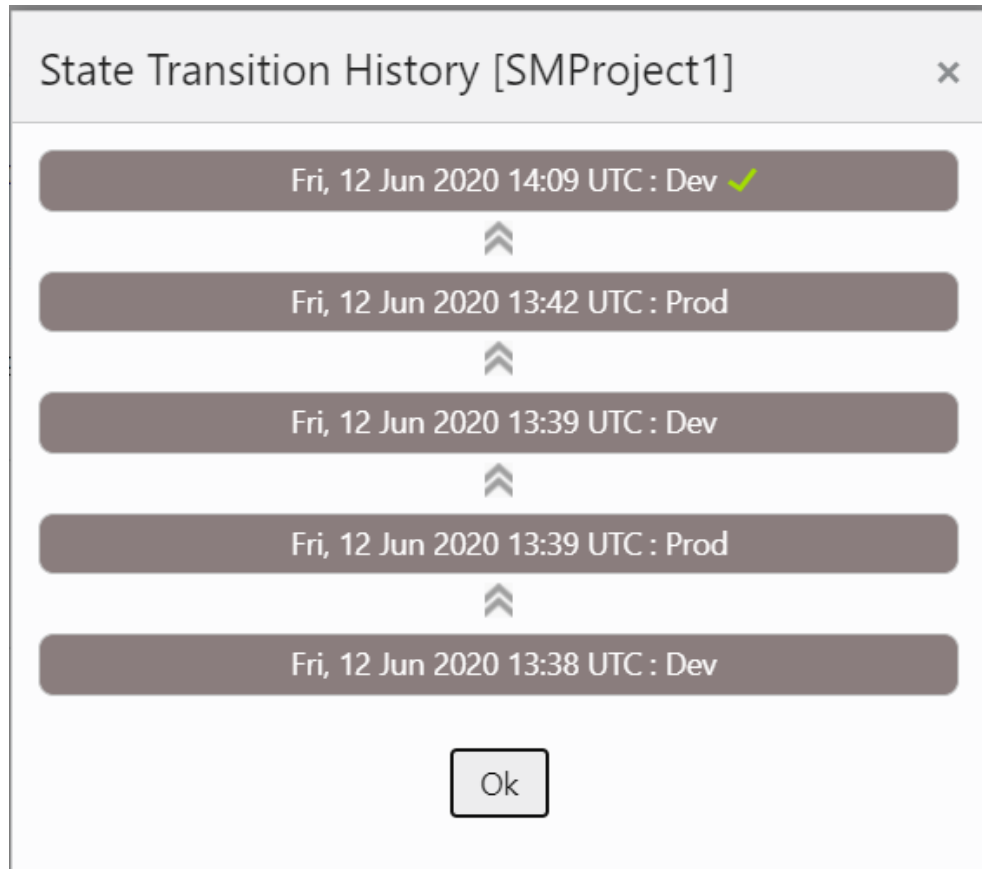 State Transition History [SMProject1]
Fri, 12 Jun 2020 14:09 UTC : Dev
Fri, 12 Jun 2020 13:42 UTC : Prod
Fri, 12 Jun 2020 13:39 UTC : Dev
Fri, 12 Jun 2020 13:39 UTC : Prod
Fri, 12 Jun 2020 13:38 UTC : Dev
Ok